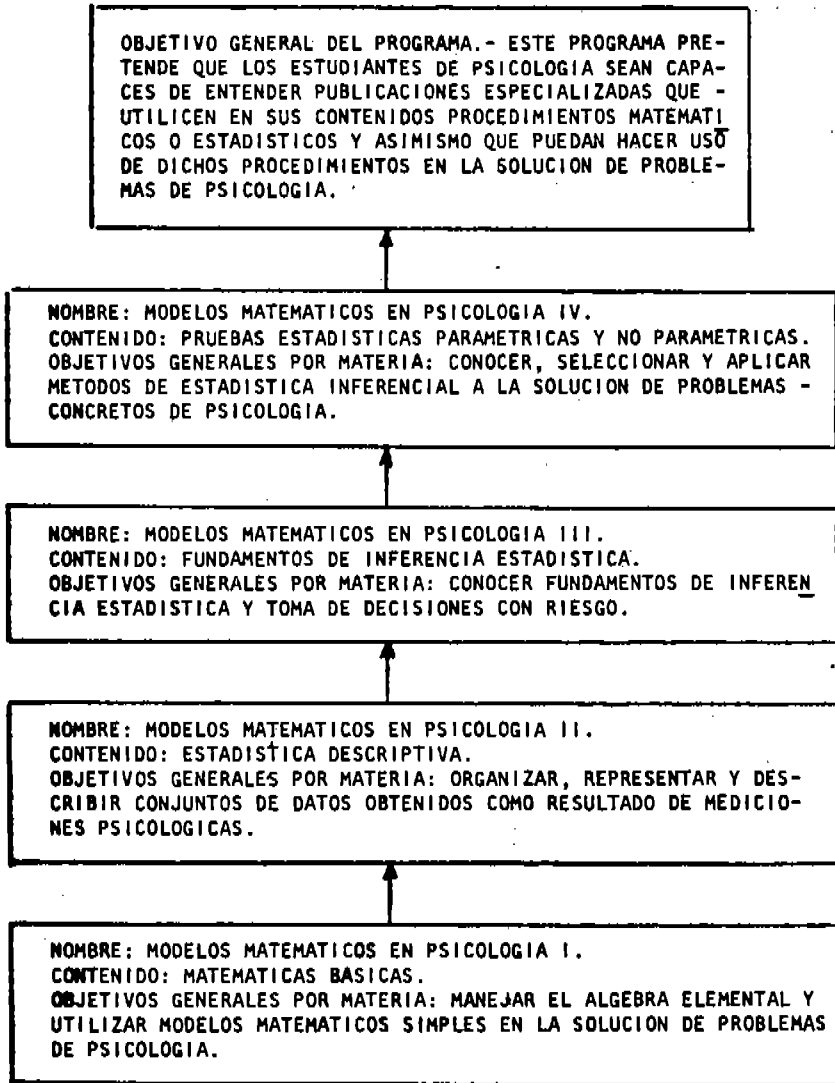 OBJETIVO GENERAL DEL PROGRAMA.- ESTE PROGRAMA PRE-
TENDE QUE LOS ESTUDIANTES DE PSICOLOGIA SEAN CAPA-
CES DE ENTENDER PUBLICACIONES ESPECIALIZADAS QUE -
UTILICEN EN SUS CONTENIDOS PROCEDIMIENTOS MATEMATI
COS O ESTADISTICOS Y ASIMISMO QUE PUEDAN HACER USO
DE DICHOS PROCEDIMIENTOS EN LA SOLUCION DE PROBLE-
MAS DE PSICOLOGIA.
NOMBRE: MODELOS MATEMATICOS EN PSICOLOGIA IV.
CONTENIDO: PRUEBAS ESTADISTICAS PARAMETRICAS Y NO PARAMETRICAS.
OBJETIVOS GENERALES POR MATERIA: CONOCER, SELECCIONAR Y APLICAR
METODOS DE ESTADISTICA INFERENCIAL A LA SOLUCION DE PROBLEMAS -
CONCRETOS DE PSICOLOGIA.
NOMBRE: MODELOS MATEMATICOS EN PSICOLOGIA III.
CONTENIDO: FUNDAMENTOS DE INFERENCIA ESTADISTICA.
OBJETIVOS GENERALES POR MATERIA: CONOCER FUNDAMENTOS DE INFEREN
CIA ESTADISTICA Y TOMA DE DECISIONES CON RIESGO.
NOMBRE: MODELOS MATEMATICOS EN PSICOLOGIA II.
CONTENIDO: ESTADISTICA DESCRIPTIVA.
OBJETIVOS GENERALES POR MATERIA: ORGANIZAR, REPRESENTAR Y DES-
CRIBIR CONJUNTOS DE DATOS OBTENIDOS COMO RESULTADO DE MEDICIO-
NES PSICOLOGICAS.
NOMBRE: MODELOS MATEMATICOS EN PSICOLOGIA I.
CONTENIDO: MATEMATICAS BASICAS.
OBJETIVOS GENERALES POR MATERIA: MANEJAR EL ALGEBRA ELEMENTAL Y
UTILIZAR MODELOS MATEMATICOS SIMPLES EN LA SOLUCION DE PROBLEMAS
DE PSICOLOGIA.